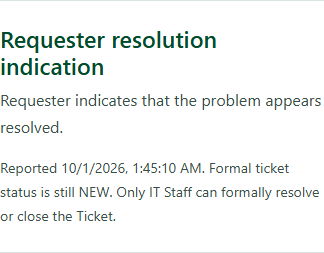 Requester resolution
indication
Requester indicates that the problem appears
resolved.
Reported 10/1/2026, 1:45:10 AM. Formal ticket
status is still NEW. Only IT Staff can formally resolve
or close the Ticket.